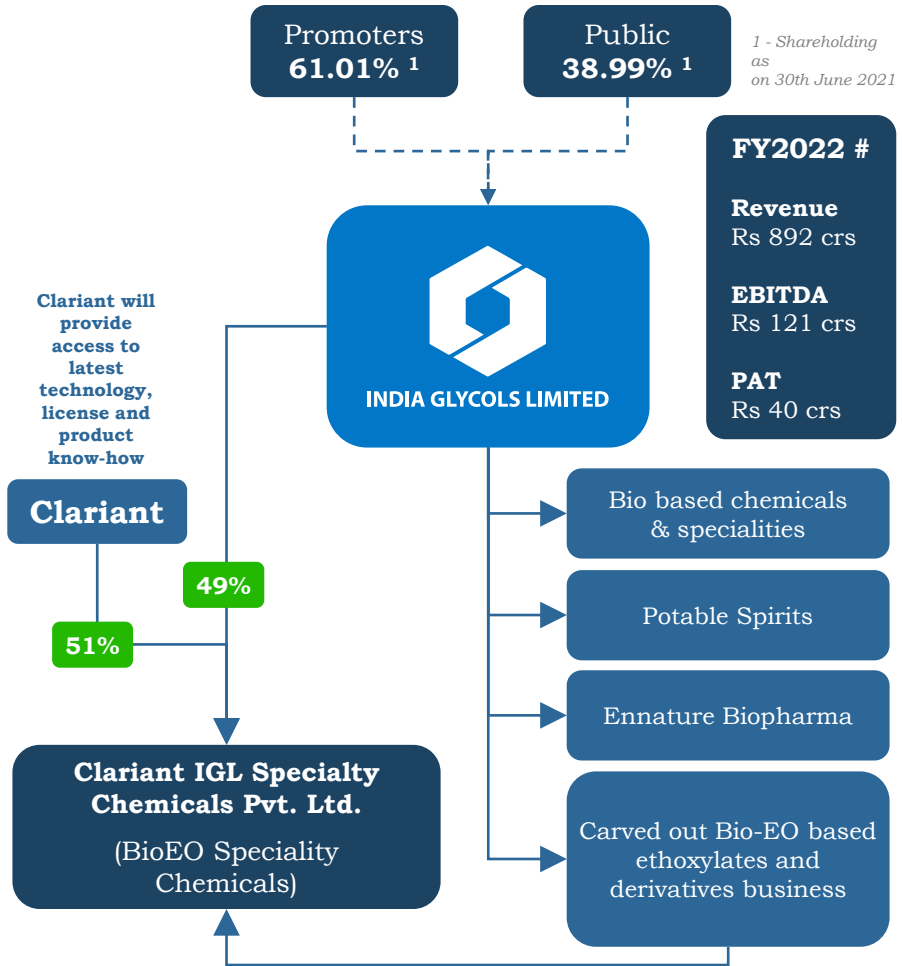 Promoters
61.01% 1
Public
38.99% 1
1 - Shareholding
as
on 30th June 2021
FY2022 #
Revenue
Rs 892 crs
EBITDA
Rs 121 crs
PAT
Rs 40 crs
INDIA GLYCOLS LIMITED
Clariant will
provide
access to
latest
technology,
license and
product
know-how
Clariant
49%
51%
Bio based chemicals
& specialities
Potable Spirits
Ennature Biopharma
Carved out Bio-EO based
ethoxylates and
derivatives business
Clariant IGL Specialty
Chemicals Pvt. Ltd.
(BioEO Speciality
Chemicals)